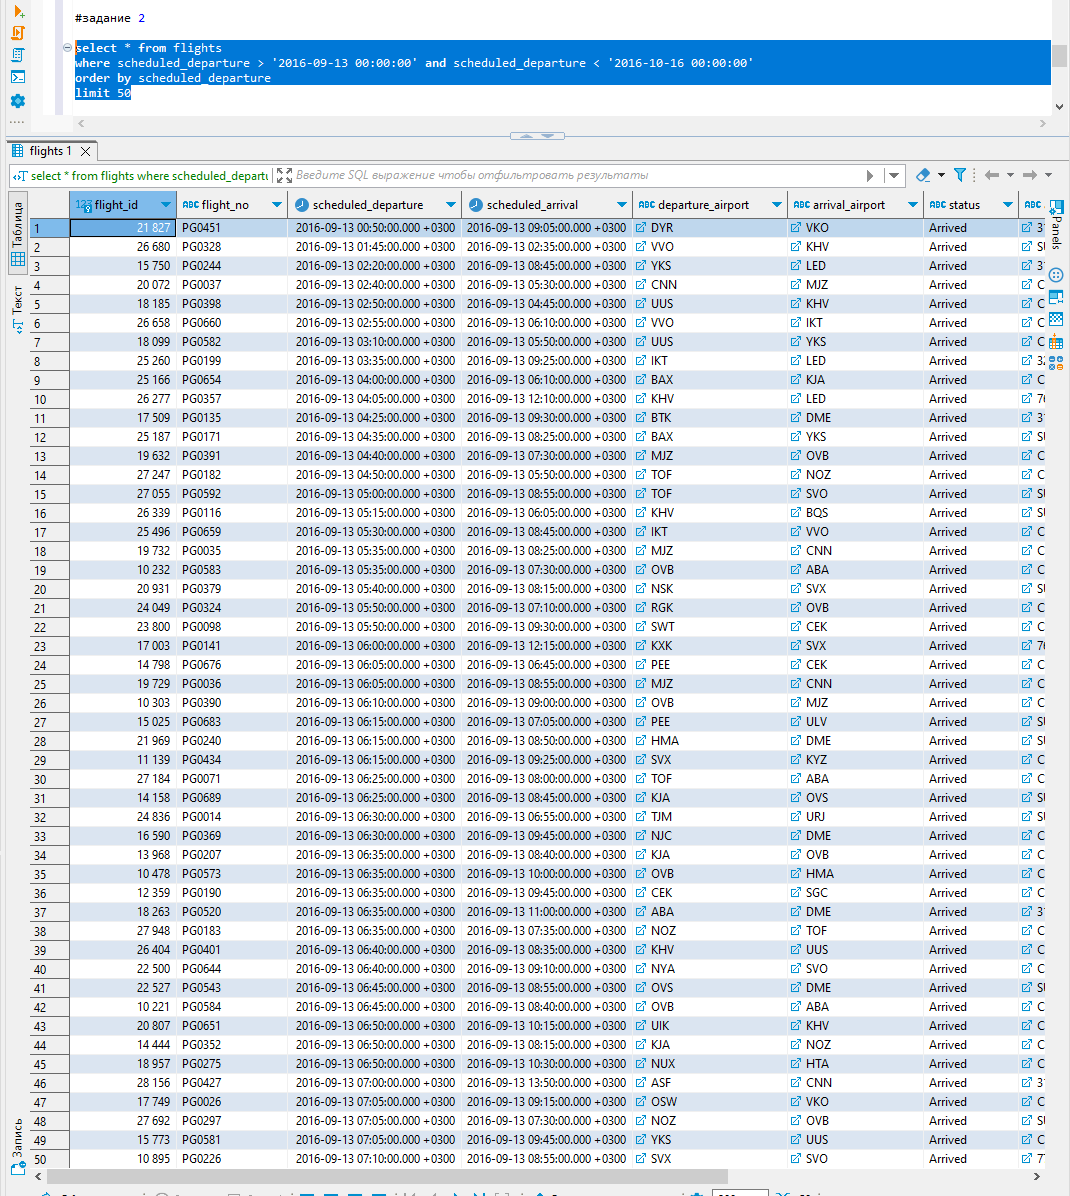 #задание 2
select * from flights
where scheduled_departure > '2016-09-13 00:00:00' and scheduled_departure < '2016-10-16 00:00:00'
order by scheduled_departure
limit 50
flights 1
select * from flights where scheduled_departu Введите SQL выражение чтобы отфильтровать результаты
Таблица
Текст
Запись
Panels
123 flight_id ABC flight_no scheduled_departure scheduled_arrival ABC departure_airport ABC arrival_airport ABC status ABC
1 21 827 PG0451 2016-09-13 00:50:00.000 +0300 2016-09-13 09:05:00.000 +0300 DYR VKO Arrived
2 26 680 PG0328 2016-09-13 01:45:00.000 +0300 2016-09-13 02:35:00.000 +0300 VVO KHV Arrived
3 15 750 PG0244 2016-09-13 02:20:00.000 +0300 2016-09-13 08:45:00.000 +0300 YKS LED Arrived
4 20 072 PG0037 2016-09-13 02:40:00.000 +0300 2016-09-13 05:30:00.000 +0300 CNN MJZ Arrived
5 18 185 PG0398 2016-09-13 02:50:00.000 +0300 2016-09-13 04:45:00.000 +0300 UUS KHV Arrived
6 26 658 PG0660 2016-09-13 02:55:00.000 +0300 2016-09-13 06:10:00.000 +0300 VVO IKT Arrived
7 18 099 PG0582 2016-09-13 03:10:00.000 +0300 2016-09-13 05:50:00.000 +0300 UUS YKS Arrived
8 25 260 PG0199 2016-09-13 03:35:00.000 +0300 2016-09-13 09:25:00.000 +0300 IKT LED Arrived
9 25 166 PG0654 2016-09-13 04:00:00.000 +0300 2016-09-13 06:10:00.000 +0300 BAX KJA Arrived
10 26 277 PG0357 2016-09-13 04:05:00.000 +0300 2016-09-13 12:10:00.000 +0300 KHV LED Arrived
11 17 509 PG0135 2016-09-13 04:25:00.000 +0300 2016-09-13 09:30:00.000 +0300 BTK DME Arrived
12 25 187 PG0171 2016-09-13 04:35:00.000 +0300 2016-09-13 08:25:00.000 +0300 BAX YKS Arrived
13 19 632 PG0391 2016-09-13 04:40:00.000 +0300 2016-09-13 07:30:00.000 +0300 MJZ OVB Arrived
14 27 247 PG0182 2016-09-13 04:50:00.000 +0300 2016-09-13 05:50:00.000 +0300 TOF NOZ Arrived
15 27 055 PG0592 2016-09-13 05:00:00.000 +0300 2016-09-13 08:55:00.000 +0300 TOF SVO Arrived
16 26 339 PG0116 2016-09-13 05:15:00.000 +0300 2016-09-13 06:05:00.000 +0300 KHV BQS Arrived
17 25 496 PG0659 2016-09-13 05:30:00.000 +0300 2016-09-13 08:45:00.000 +0300 IKT VVO Arrived
18 19 732 PG0035 2016-09-13 05:35:00.000 +0300 2016-09-13 08:25:00.000 +0300 MJZ CNN Arrived
19 10 232 PG0583 2016-09-13 05:35:00.000 +0300 2016-09-13 07:30:00.000 +0300 OVB ABA Arrived
20 20 931 PG0379 2016-09-13 05:40:00.000 +0300 2016-09-13 08:15:00.000 +0300 NSK SVX Arrived
21 24 049 PG0324 2016-09-13 05:50:00.000 +0300 2016-09-13 07:10:00.000 +0300 RGK OVB Arrived
22 23 800 PG0098 2016-09-13 05:50:00.000 +0300 2016-09-13 09:30:00.000 +0300 SWT CEK Arrived
23 17 003 PG0141 2016-09-13 06:00:00.000 +0300 2016-09-13 12:15:00.000 +0300 KXK SVX Arrived
24 14 798 PG0676 2016-09-13 06:05:00.000 +0300 2016-09-13 06:45:00.000 +0300 PEE CEK Arrived
25 19 729 PG0036 2016-09-13 06:05:00.000 +0300 2016-09-13 08:55:00.000 +0300 MJZ CNN Arrived
26 10 303 PG0390 2016-09-13 06:10:00.000 +0300 2016-09-13 09:00:00.000 +0300 OVB MJZ Arrived
27 15 025 PG0683 2016-09-13 06:15:00.000 +0300 2016-09-13 07:05:00.000 +0300 PEE ULV Arrived
28 21 969 PG0240 2016-09-13 06:15:00.000 +0300 2016-09-13 08:50:00.000 +0300 HMA DME Arrived
29 11 139 PG0434 2016-09-13 06:15:00.000 +0300 2016-09-13 09:25:00.000 +0300 SVX KYZ Arrived
30 27 184 PG0071 2016-09-13 06:25:00.000 +0300 2016-09-13 08:00:00.000 +0300 TOF ABA Arrived
31 14 158 PG0689 2016-09-13 06:25:00.000 +0300 2016-09-13 08:45:00.000 +0300 KJA OVS Arrived
32 24 836 PG0014 2016-09-13 06:30:00.000 +0300 2016-09-13 06:55:00.000 +0300 TJM URJ Arrived
33 16 590 PG0369 2016-09-13 06:30:00.000 +0300 2016-09-13 09:45:00.000 +0300 NJC DME Arrived
34 13 968 PG0207 2016-09-13 06:35:00.000 +0300 2016-09-13 08:40:00.000 +0300 KJA OVB Arrived
35 10 478 PG0573 2016-09-13 06:35:00.000 +0300 2016-09-13 10:00:00.000 +0300 OVB HMA Arrived
36 12 359 PG0190 2016-09-13 06:35:00.000 +0300 2016-09-13 09:45:00.000 +0300 CEK SGC Arrived
37 18 263 PG0520 2016-09-13 06:35:00.000 +0300 2016-09-13 11:00:00.000 +0300 ABA DME Arrived
38 27 948 PG0183 2016-09-13 06:35:00.000 +0300 2016-09-13 07:35:00.000 +0300 NOZ TOF Arrived
39 26 404 PG0401 2016-09-13 06:40:00.000 +0300 2016-09-13 08:35:00.000 +0300 KHV UUS Arrived
40 22 500 PG0644 2016-09-13 06:40:00.000 +0300 2016-09-13 09:10:00.000 +0300 NYA SVO Arrived
41 22 527 PG0543 2016-09-13 06:45:00.000 +0300 2016-09-13 08:55:00.000 +0300 OVS DME Arrived
42 10 221 PG0584 2016-09-13 06:45:00.000 +0300 2016-09-13 08:40:00.000 +0300 OVB ABA Arrived
43 20 807 PG0651 2016-09-13 06:50:00.000 +0300 2016-09-13 10:15:00.000 +0300 UIK KHV Arrived
44 14 444 PG0352 2016-09-13 06:50:00.000 +0300 2016-09-13 08:15:00.000 +0300 KJA NOZ Arrived
45 18 957 PG0275 2016-09-13 06:50:00.000 +0300 2016-09-13 10:30:00.000 +0300 NUX HTA Arrived
46 28 156 PG0427 2016-09-13 07:00:00.000 +0300 2016-09-13 13:50:00.000 +0300 ASF CNN Arrived
47 17 749 PG0026 2016-09-13 07:05:00.000 +0300 2016-09-13 09:15:00.000 +0300 OSW VKO Arrived
48 27 692 PG0297 2016-09-13 07:05:00.000 +0300 2016-09-13 07:30:00.000 +0300 NOZ OVB Arrived
49 15 773 PG0581 2016-09-13 07:05:00.000 +0300 2016-09-13 09:45:00.000 +0300 YKS UUS Arrived
50 10 895 PG0226 2016-09-13 07:10:00.000 +0300 2016-09-13 08:55:00.000 +0300 SVX SVO Arrived